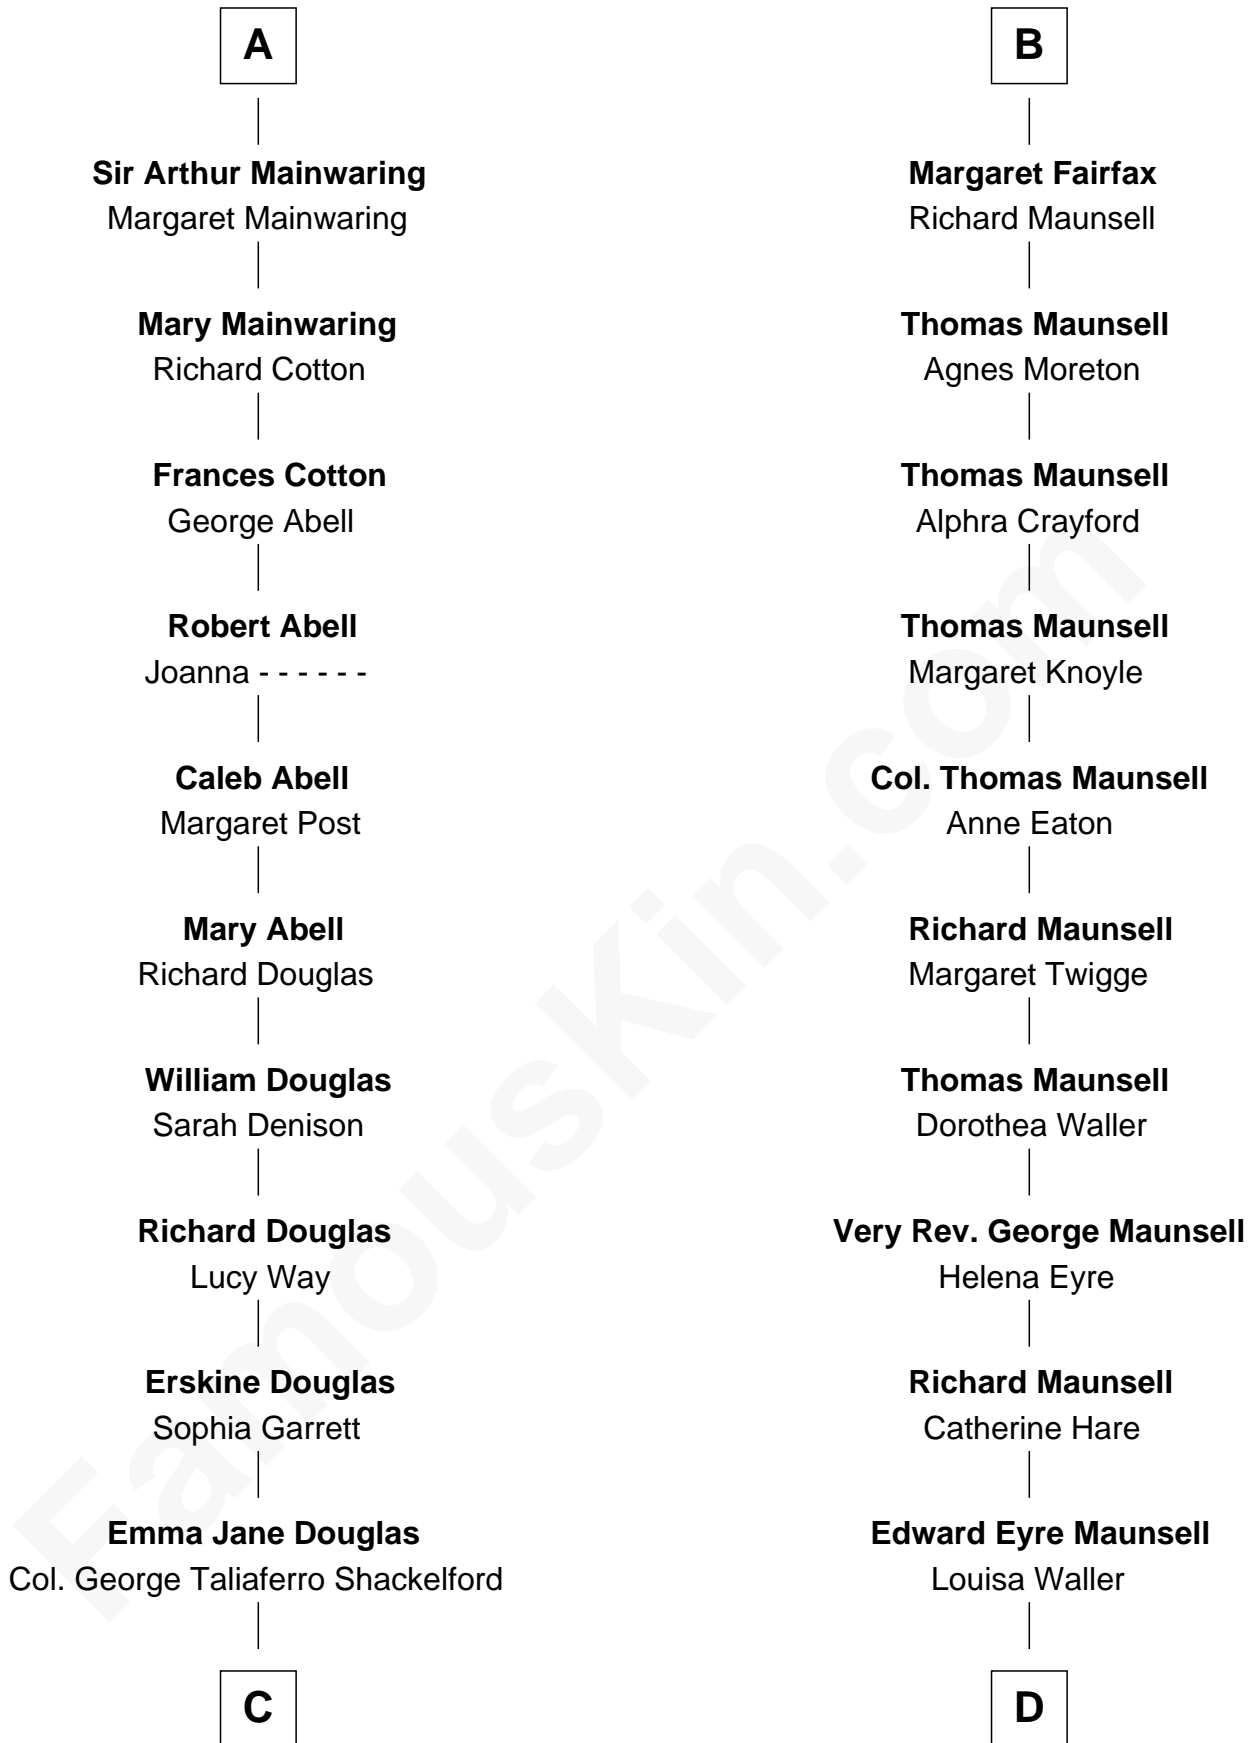 A
Sir Arthur Mainwaring
Margaret Mainwaring
Mary Mainwaring
Richard Cotton
Frances Cotton
George Abell
Robert Abell
Joanna - - - - - -
Caleb Abell
Margaret Post
Mary Abell
Richard Douglas
William Douglas
Sarah Denison
Richard Douglas
Lucy Way
Erskine Douglas
Sophia Garrett
Emma Jane Douglas
Col. George Taliaferro Shackelford
C
B
Margaret Fairfax
Richard Maunsell
Thomas Maunsell
Agnes Moreton
Thomas Maunsell
Alphra Crayford
Thomas Maunsell
Margaret Knoyle
Col. Thomas Maunsell
Anne Eaton
Richard Maunsell
Margaret Twigge
Thomas Maunsell
Dorothea Waller
Very Rev. George Maunsell
Helena Eyre
Richard Maunsell
Catherine Hare
Edward Eyre Maunsell
Louisa Waller
D
FamousKin.com